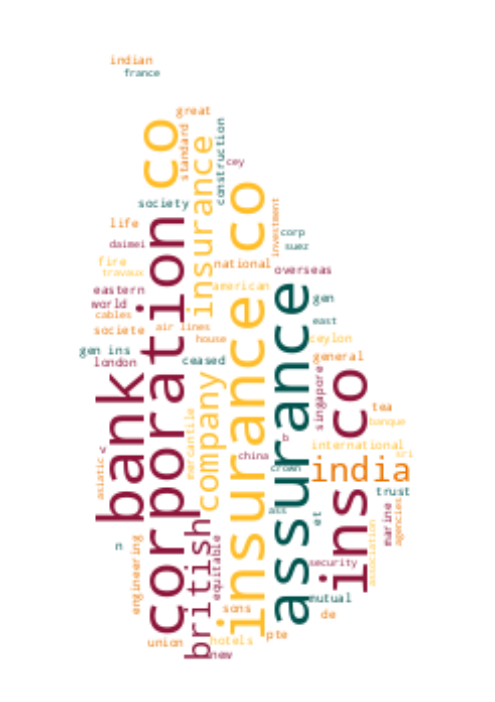 indian
france
great
co
standard
construction
insurance
cey
society
co
investment
life
corporation
corp
daimei
suez
fire
national
overseas
travaux
eastern
american
gen
world
insurance
assurance
cables
east
societe
air lines
house
ceylon
gen ins
general
london
ceased
bank
company
singapore
ins co
mercantile
tea
banque
v
b
international
china
sri
asiatic
crown
india
trust
ass
et
marine
agencies
n
british
engineering
equitable
association
security
mutual
sons
de
union
hotels
pte
new